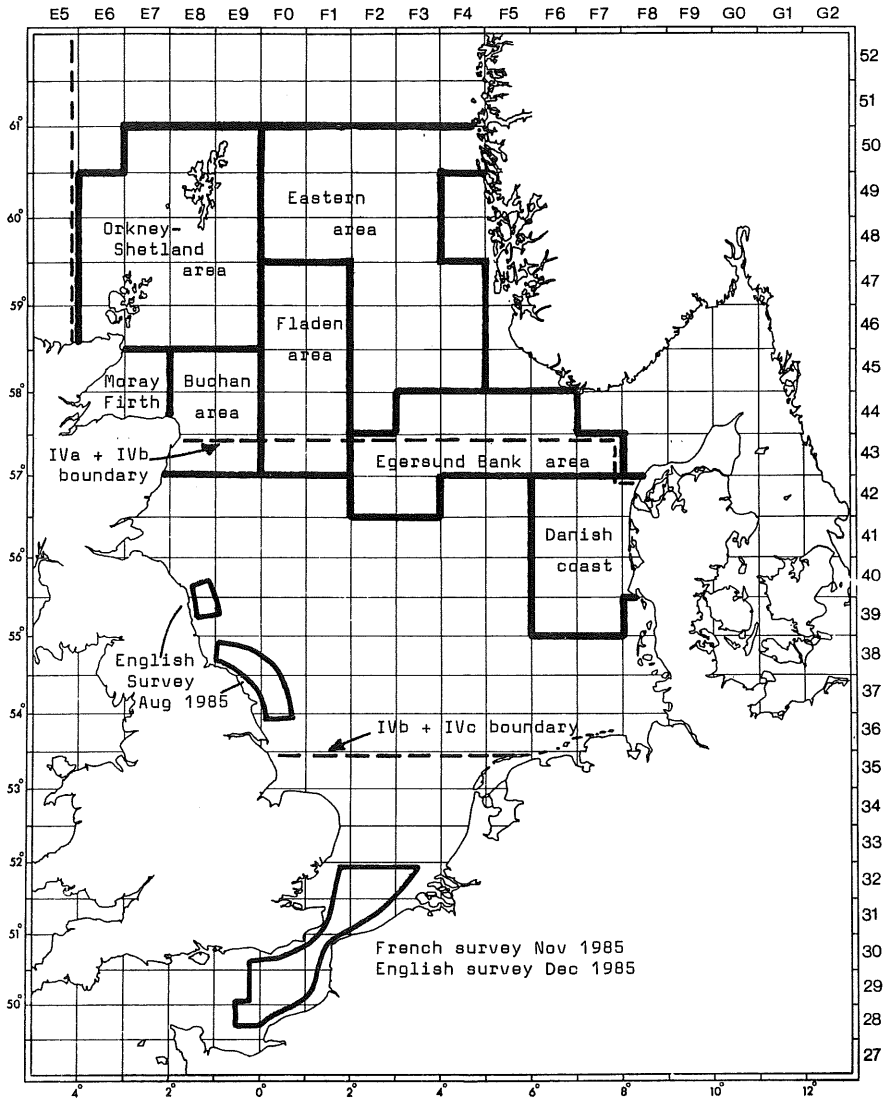 E5 E6 E7 E8 E9 F0 F1 F2 F3 F4 F5 F6 F7 F8 F9 G0 G1 G2
52
51
61°
50
49
Eastern
area
60°
Orkney-
Shetland
area
48
47
59°
Fladen
area
46
45
58°
Moray
Firth
Buchan
area
44
IVa + IVb
boundary
Egersund Bank area
43
57°
42
Danish
coast
41
56°
40
39
55°
English
Survey
Aug 1985
38
37
54°
IVb + IVc boundary
36
35
53°
34
33
52°
32
31
51°
French survey Nov 1985
English survey Dec 1985
30
29
50°
28
27
4° 2° 0° 2° 4° 6° 8° 10° 12°